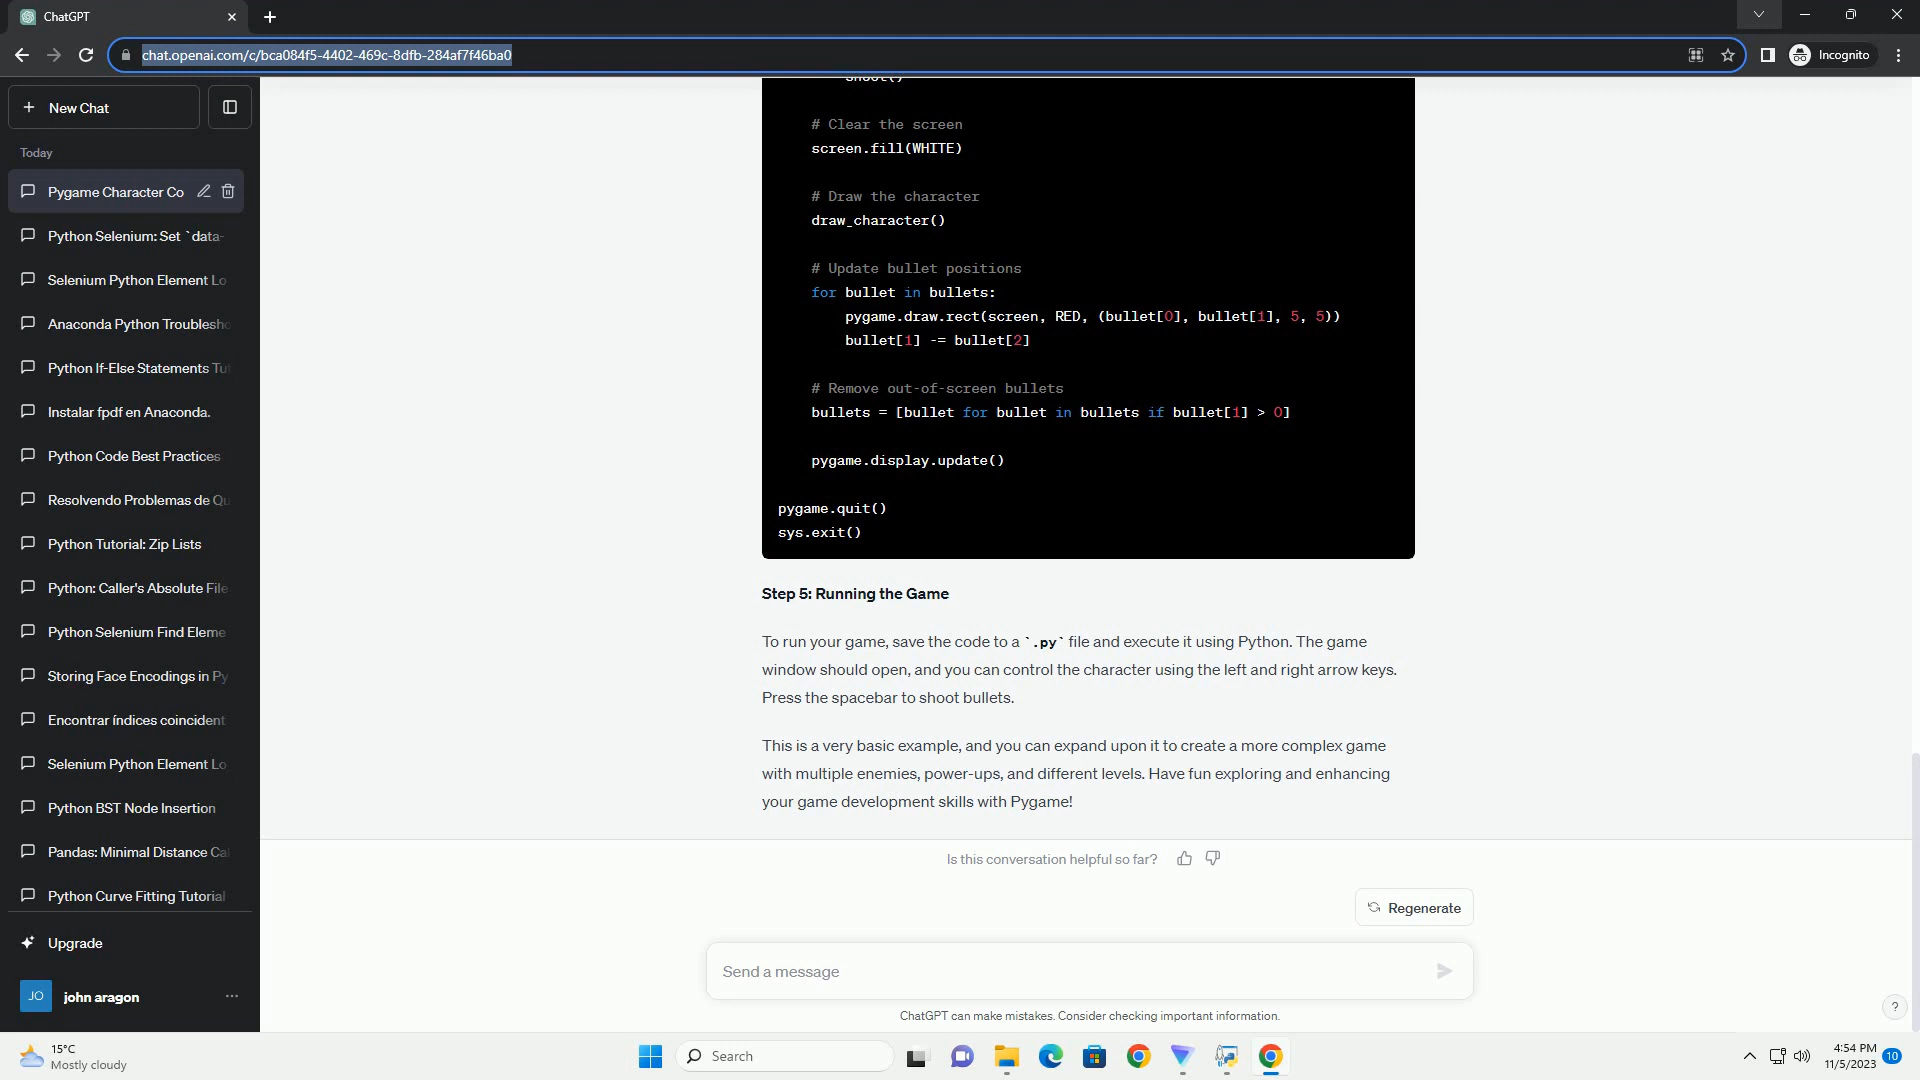 ChatGPT
chat.openai.com/c/bca084f5-4402-469c-8dfb-284af7f46ba0
Incognito
New Chat
Today
Pygame Character Co
Python Selenium: Set `data-
Selenium Python Element Lo
Anaconda Python Troublesho
Python If-Else Statements Tu
Instalar fpdf en Anaconda.
Python Code Best Practices
Resolvendo Problemas de Qu
Python Tutorial: Zip Lists
Python: Caller's Absolute File
Python Selenium Find Eleme
Storing Face Encodings in Py
Encontrar índices coincident
Selenium Python Element Lo
Python BST Node Insertion
Pandas: Minimal Distance Ca
Python Curve Fitting Tutorial
Upgrade
JO john aragon
shoot()
# Clear the screen
screen.fill(WHITE)
# Draw the character
draw_character()
# Update bullet positions
for bullet in bullets:
pygame.draw.rect(screen, RED, (bullet[0], bullet[1], 5, 5))
bullet[1] -= bullet[2]
# Remove out-of-screen bullets
bullets = [bullet for bullet in bullets if bullet[1] > 0]
pygame.display.update()
pygame.quit()
sys.exit()
Step 5: Running the Game
To run your game, save the code to a `.py` file and execute it using Python. The game
window should open, and you can control the character using the left and right arrow keys.
Press the spacebar to shoot bullets.
This is a very basic example, and you can expand upon it to create a more complex game
with multiple enemies, power-ups, and different levels. Have fun exploring and enhancing
your game development skills with Pygame!
Is this conversation helpful so far?
Regenerate
Send a message
ChatGPT can make mistakes. Consider checking important information.
?
15°C
Mostly cloudy
Search
4:54 PM
11/5/2023
10